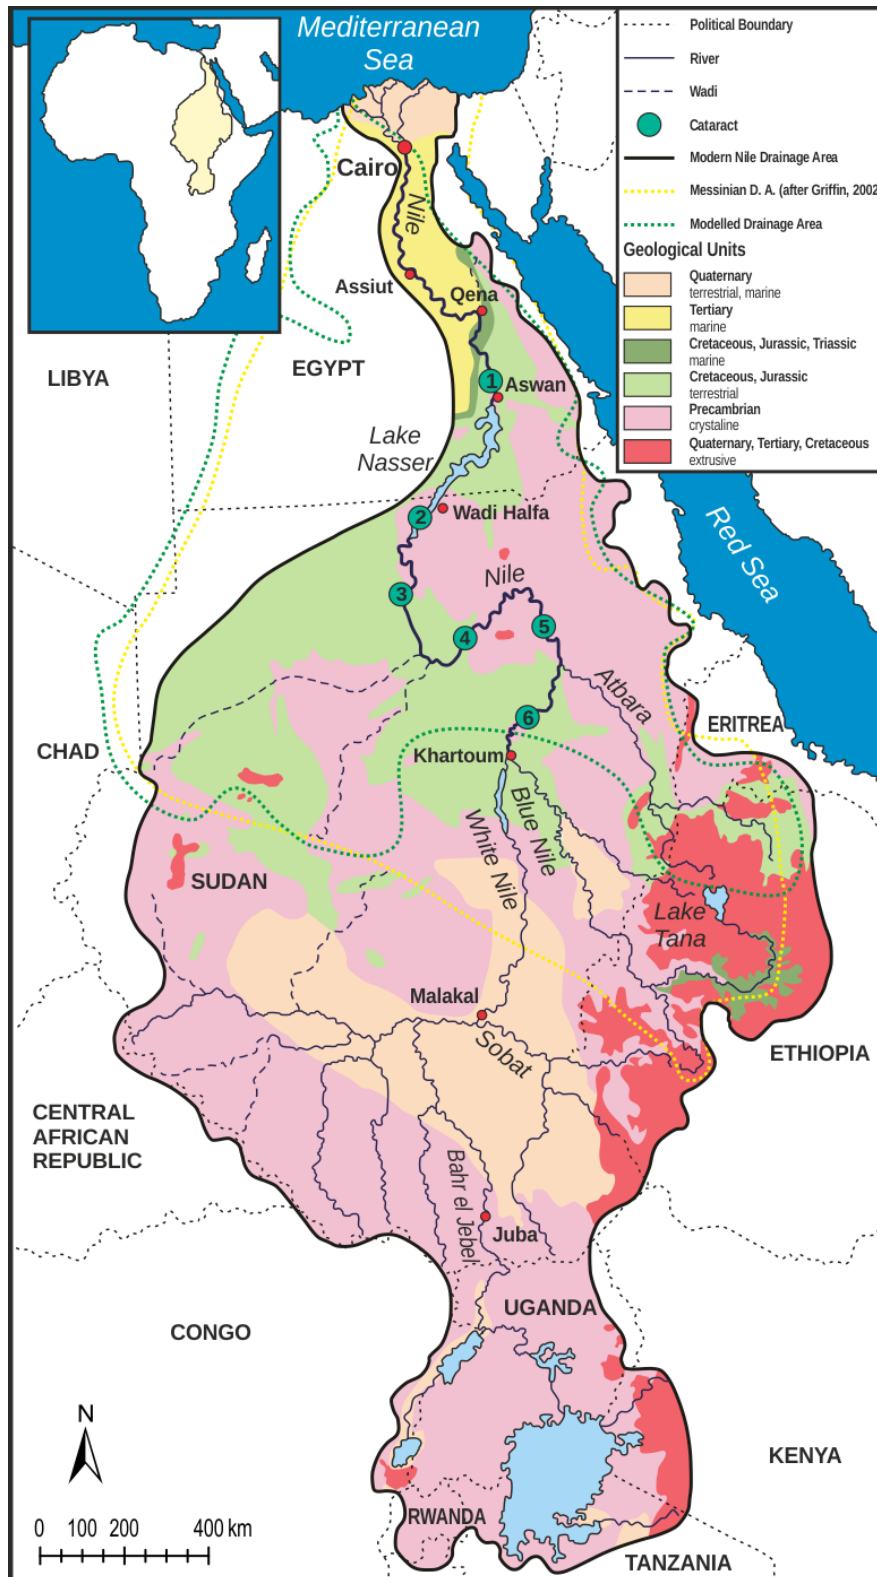 Mediterranean
Sea
Political Boundary
River
Wadi
Cataract
Modern Nile Drainage Area
Messinian D. A. (after Griffin, 2002
Modelled Drainage Area
Geological Units
Quaternary
terrestrial, marine
Tertiary
marine
Cretaceous, Jurassic, Triassic
marine
Cretaceous, Jurassic
terrestrial
Precambrian
crystaline
Quaternary, Tertiary, Cretaceous
extrusive
Cairo
Nile
Assiut
Qena
EGYPT
LIBYA
1
Aswan
Lake
Nasser
2
Wadi Halfa
Red Sea
Nile
3
4
5
Atbara
6
ERITREA
CHAD
Khartoum
Blue Nile
White Nile
SUDAN
Lake
Tana
Malakal
Sobat
ETHIOPIA
CENTRAL
AFRICAN
REPUBLIC
Bahr el Jebel
Juba
UGANDA
CONGO
N
KENYA
RWANDA
0 100 200 400 km
TANZANIA